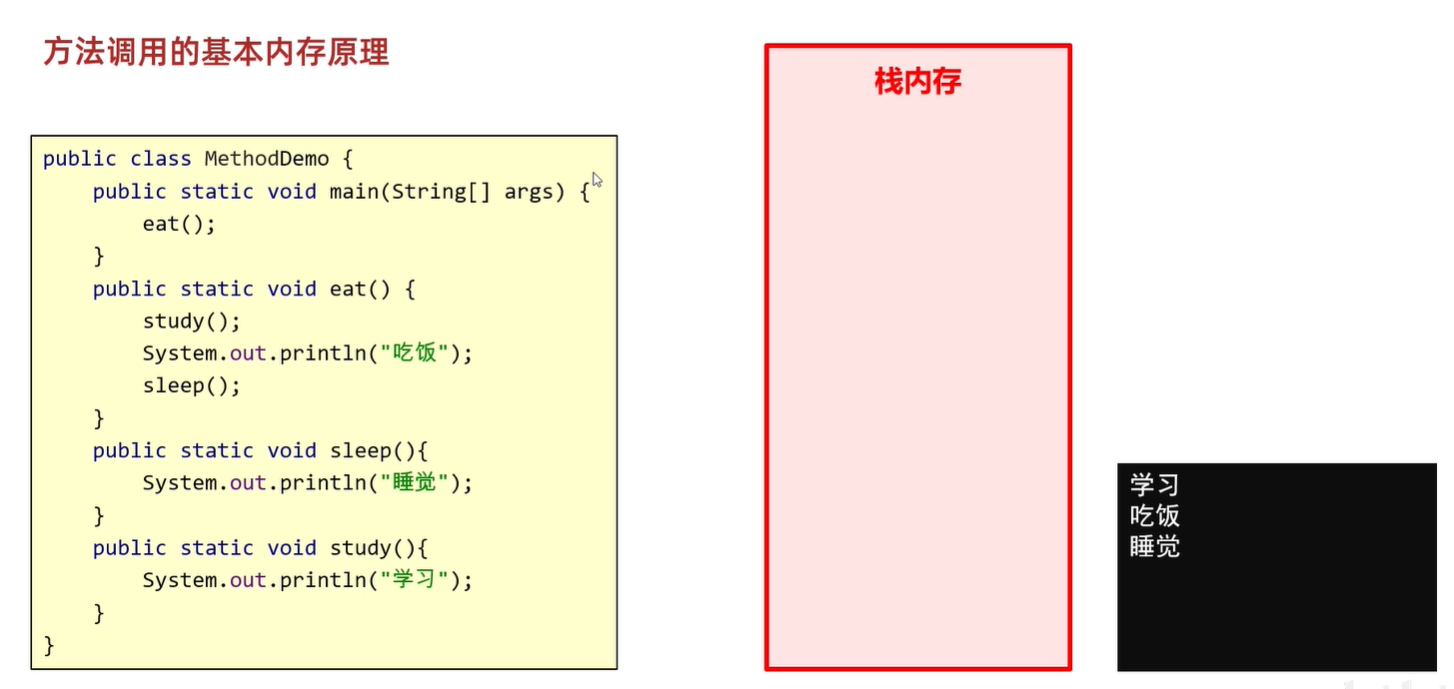 方法调用的基本内存原理
public class MethodDemo {
    public static void main(String[] args) {
        eat();
    }
    public static void eat() {
        study();
        System.out.println("吃饭");
        sleep();
    }
    public static void sleep(){
        System.out.println("睡觉");
    }
    public static void study(){
        System.out.println("学习");
    }
}
栈内存
学习
吃饭
睡觉